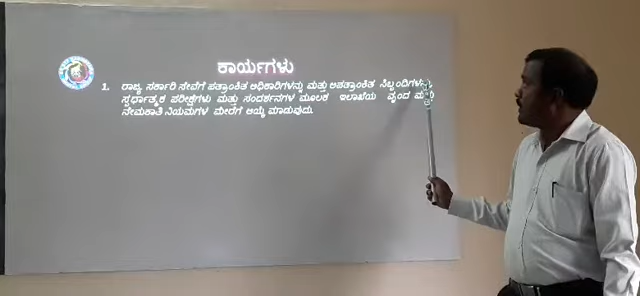 ಕಾರ್ಯಗಳು
1. ರಾಜ್ಯ ಸರ್ಕಾರಿ ಸೇವೆಗೆ ಪತ್ರಾಂಕಿತ ಅಧಿಕಾರಿಗಳನ್ನು ಮತ್ತು ಅಪತ್ರಾಂಕಿತ ಸಿಬ್ಬಂದಿಗಳನ್ನು
ಸ್ಪರ್ಧಾತ್ಮಕ ಪರೀಕ್ಷೆಗಳು ಮತ್ತು ಸಂದರ್ಶನಗಳ ಮೂಲಕ ಇಲಾಖೆಯ ವೃಂದ ಮತ್ತು
ನೇಮಕಾತಿ ನಿಯಮಗಳ ಮೇರೆಗೆ ಆಯ್ಕೆ ಮಾಡುವುದು.